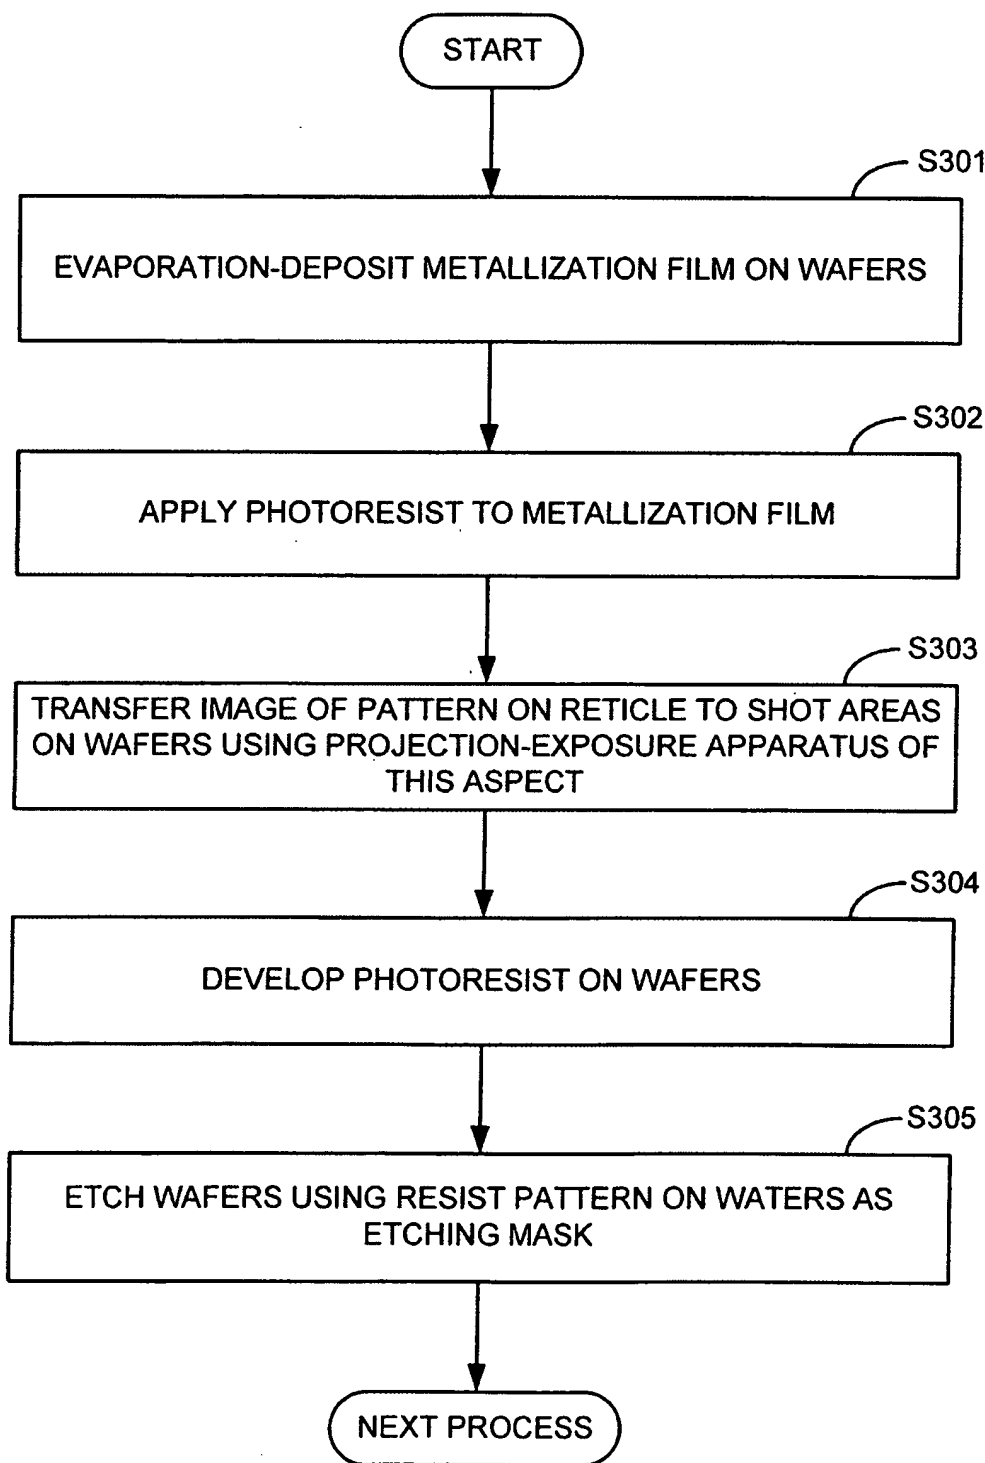 START
S301
EVAPORATION-DEPOSIT METALLIZATION FILM ON WAFERS
S302
APPLY PHOTORESIST TO METALLIZATION FILM
S303
TRANSFER IMAGE OF PATTERN ON RETICLE TO SHOT AREAS
ON WAFERS USING PROJECTION-EXPOSURE APPARATUS OF
THIS ASPECT
S304
DEVELOP PHOTORESIST ON WAFERS
S305
ETCH WAFERS USING RESIST PATTERN ON WATERS AS
ETCHING MASK
NEXT PROCESS